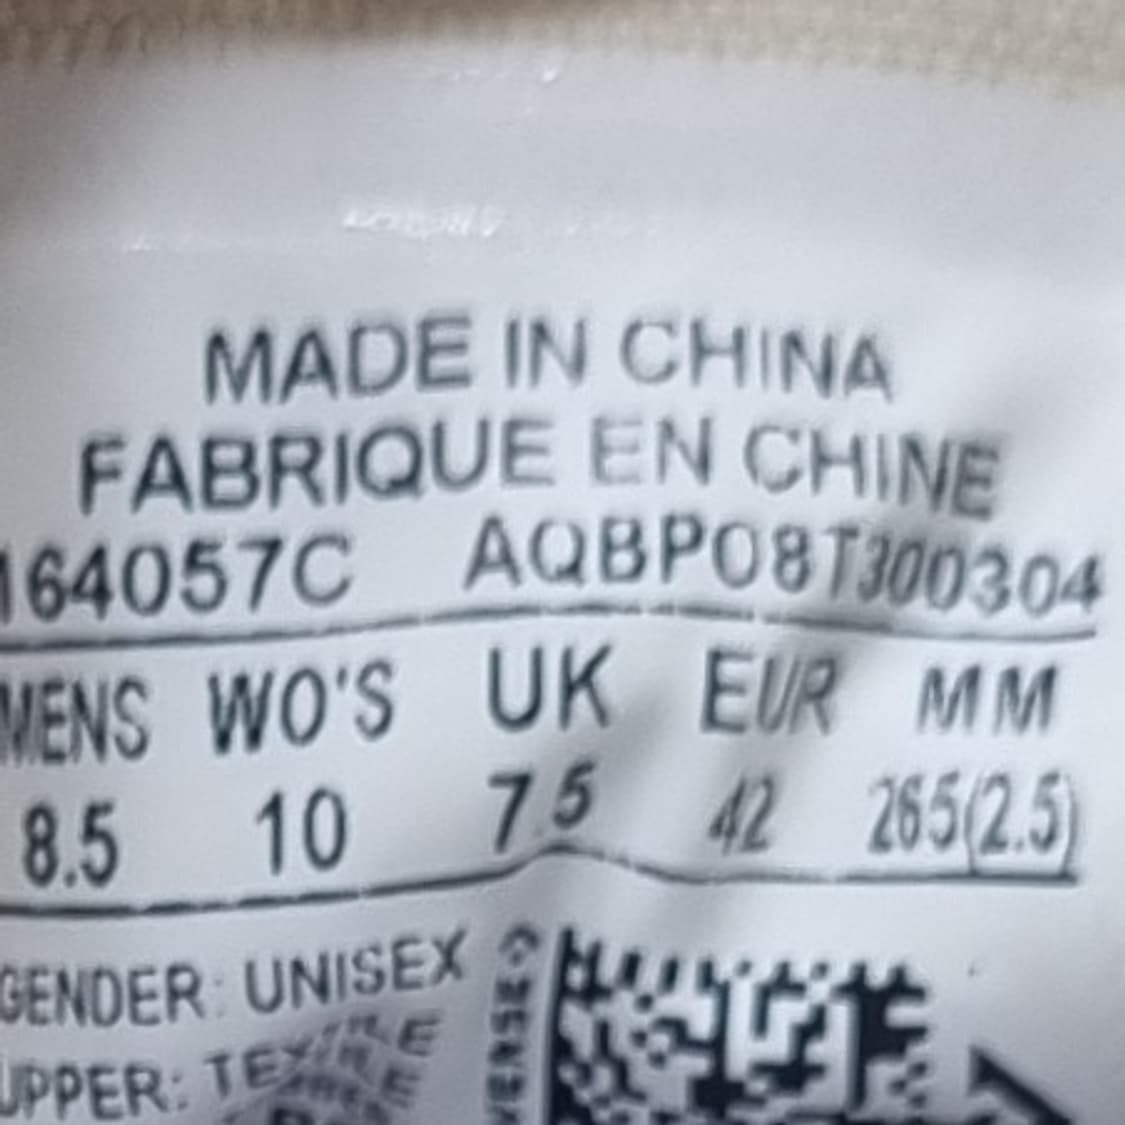 MADE IN CHINA
FABRIQUE EN CHINE
164057C AQBP08T300304
MENS WO'S UK EUR MM
8.5 10 7.5 42 265(2.5)
GENDER: UNISEX
UPPER: TEXTILE